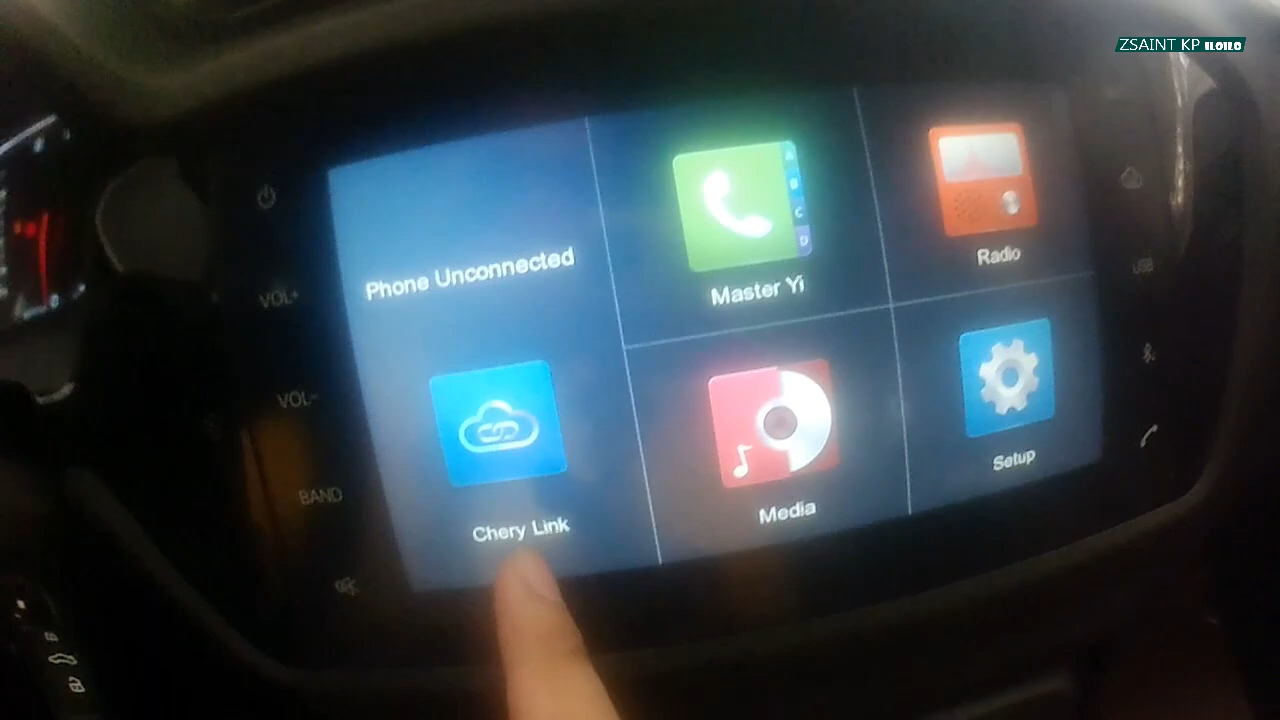 ZSAINT KP ILOILO
Phone Unconnected
Master Yi
A
B
C
D
Radio
Chery Link
Media
Setup
VOL+
VOL-
BAND
USB